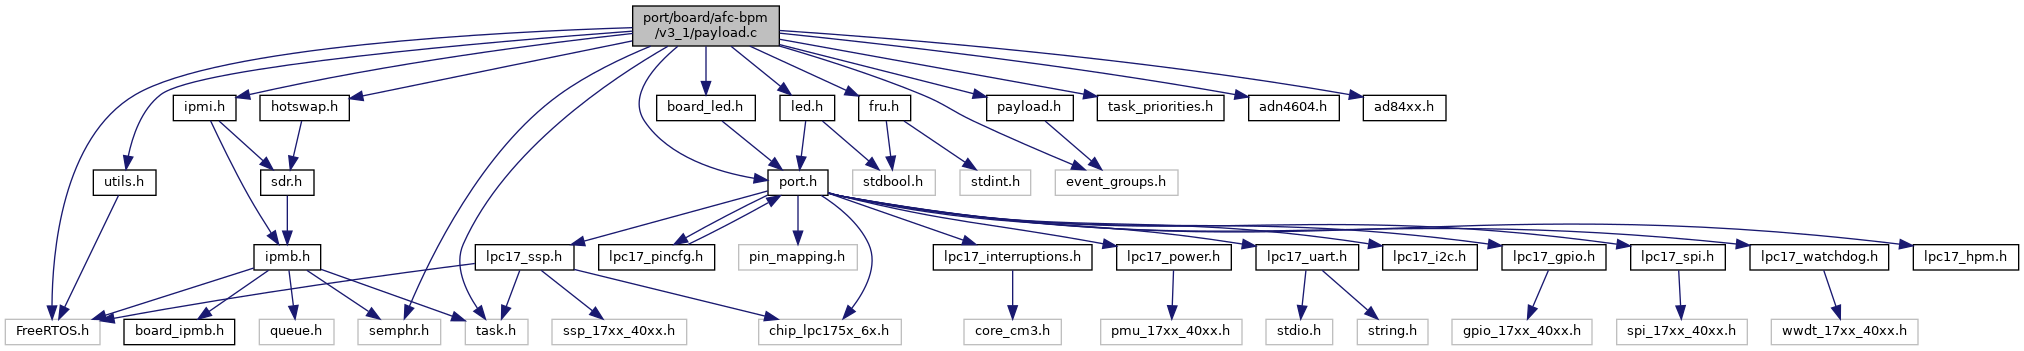 port/board/afc-bpm
/v3_1/payload.c
ipmi.h
hotswap.h
board_led.h
led.h
fru.h
payload.h
task_priorities.h
adn4604.h
ad84xx.h
utils.h
sdr.h
port.h
stdbool.h
stdint.h
event_groups.h
ipmb.h
lpc17_ssp.h
lpc17_pincfg.h
pin_mapping.h
lpc17_interruptions.h
lpc17_power.h
lpc17_uart.h
lpc17_i2c.h
lpc17_gpio.h
lpc17_spi.h
lpc17_watchdog.h
lpc17_hpm.h
FreeRTOS.h
board_ipmb.h
queue.h
semphr.h
task.h
ssp_17xx_40xx.h
chip_lpc175x_6x.h
core_cm3.h
pmu_17xx_40xx.h
stdio.h
string.h
gpio_17xx_40xx.h
spi_17xx_40xx.h
wwdt_17xx_40xx.h